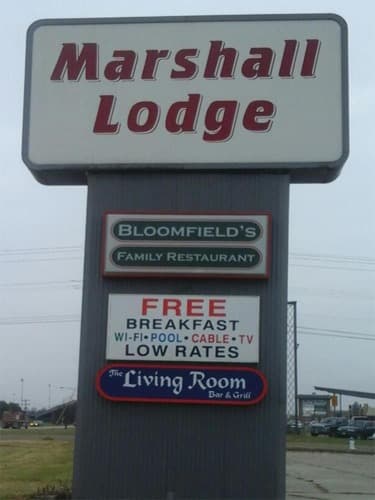 Marshall
Lodge
BLOOMFIELD'S
FAMILY RESTAURANT
FREE
BREAKFAST
WI-FI•POOL•CABLE•TV
LOW RATES
The Living Room
Bar & Grill